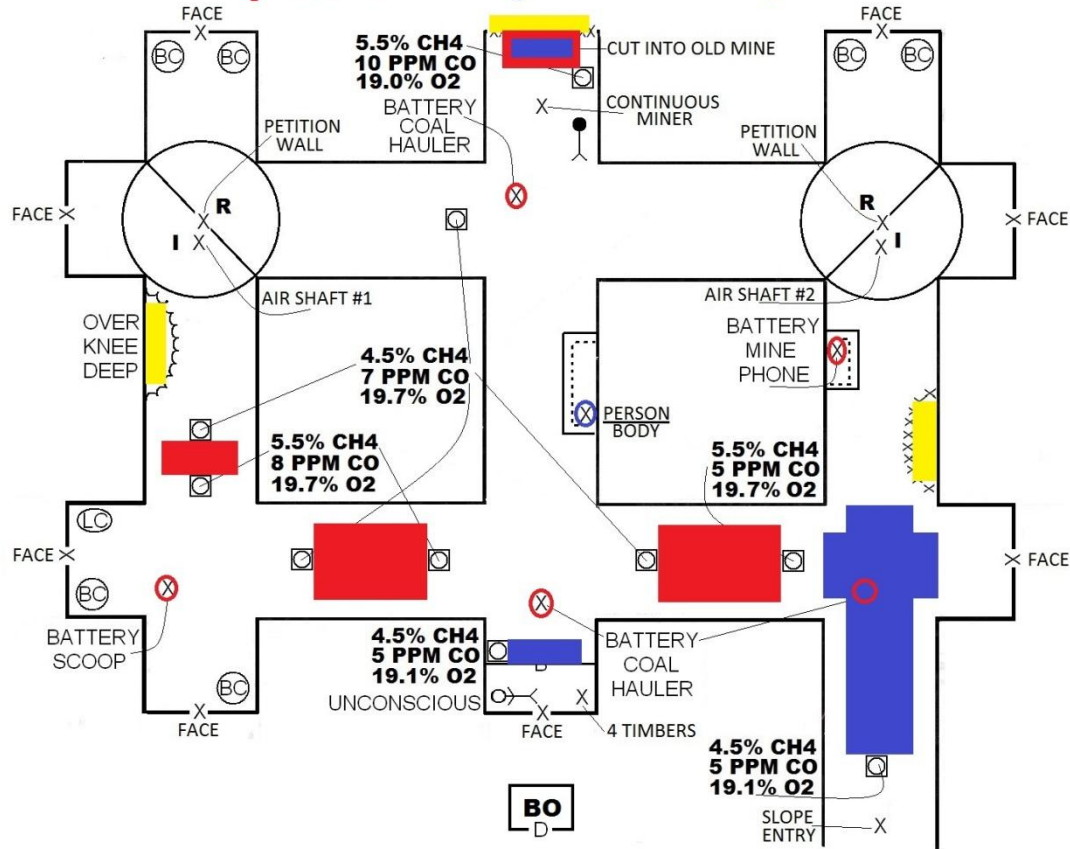 FACE
FACE
BC
BC
5.5% CH4
10 PPM CO
19.0% O2
CUT INTO OLD MINE
BC
BC
BATTERY
COAL
HAULER
CONTINUOUS
MINER
PETITION
WALL
PETITION
WALL
FACE
R
I
R
I
FACE
AIR SHAFT #1
AIR SHAFT #2
OVER
KNEE
DEEP
BATTERY
MINE
PHONE
4.5% CH4
7 PPM CO
19.7% O2
PERSON
BODY
5.5% CH4
8 PPM CO
19.7% O2
5.5% CH4
5 PPM CO
19.7% O2
LC
FACE
FACE
BC
BATTERY
SCOOP
4.5% CH4
5 PPM CO
19.1% O2
BATTERY
COAL
HAULER
BC
UNCONSCIOUS
D
FACE
FACE
4 TIMBERS
4.5% CH4
5 PPM CO
19.1% O2
BO
D
SLOPE
ENTRY